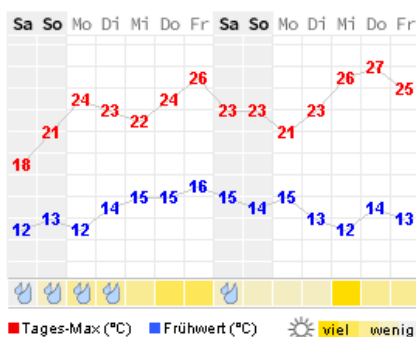 Sa So Mo Di Mi Do Fr Sa So Mo Di Mi Do Fr
18 21 24 23 22 24 26 23 23 21 23 26 27 25
12 13 12 14 15 15 16 15 14 15 13 12 14 13
Tages-Max (°C) Frühwert (°C) viel wenig